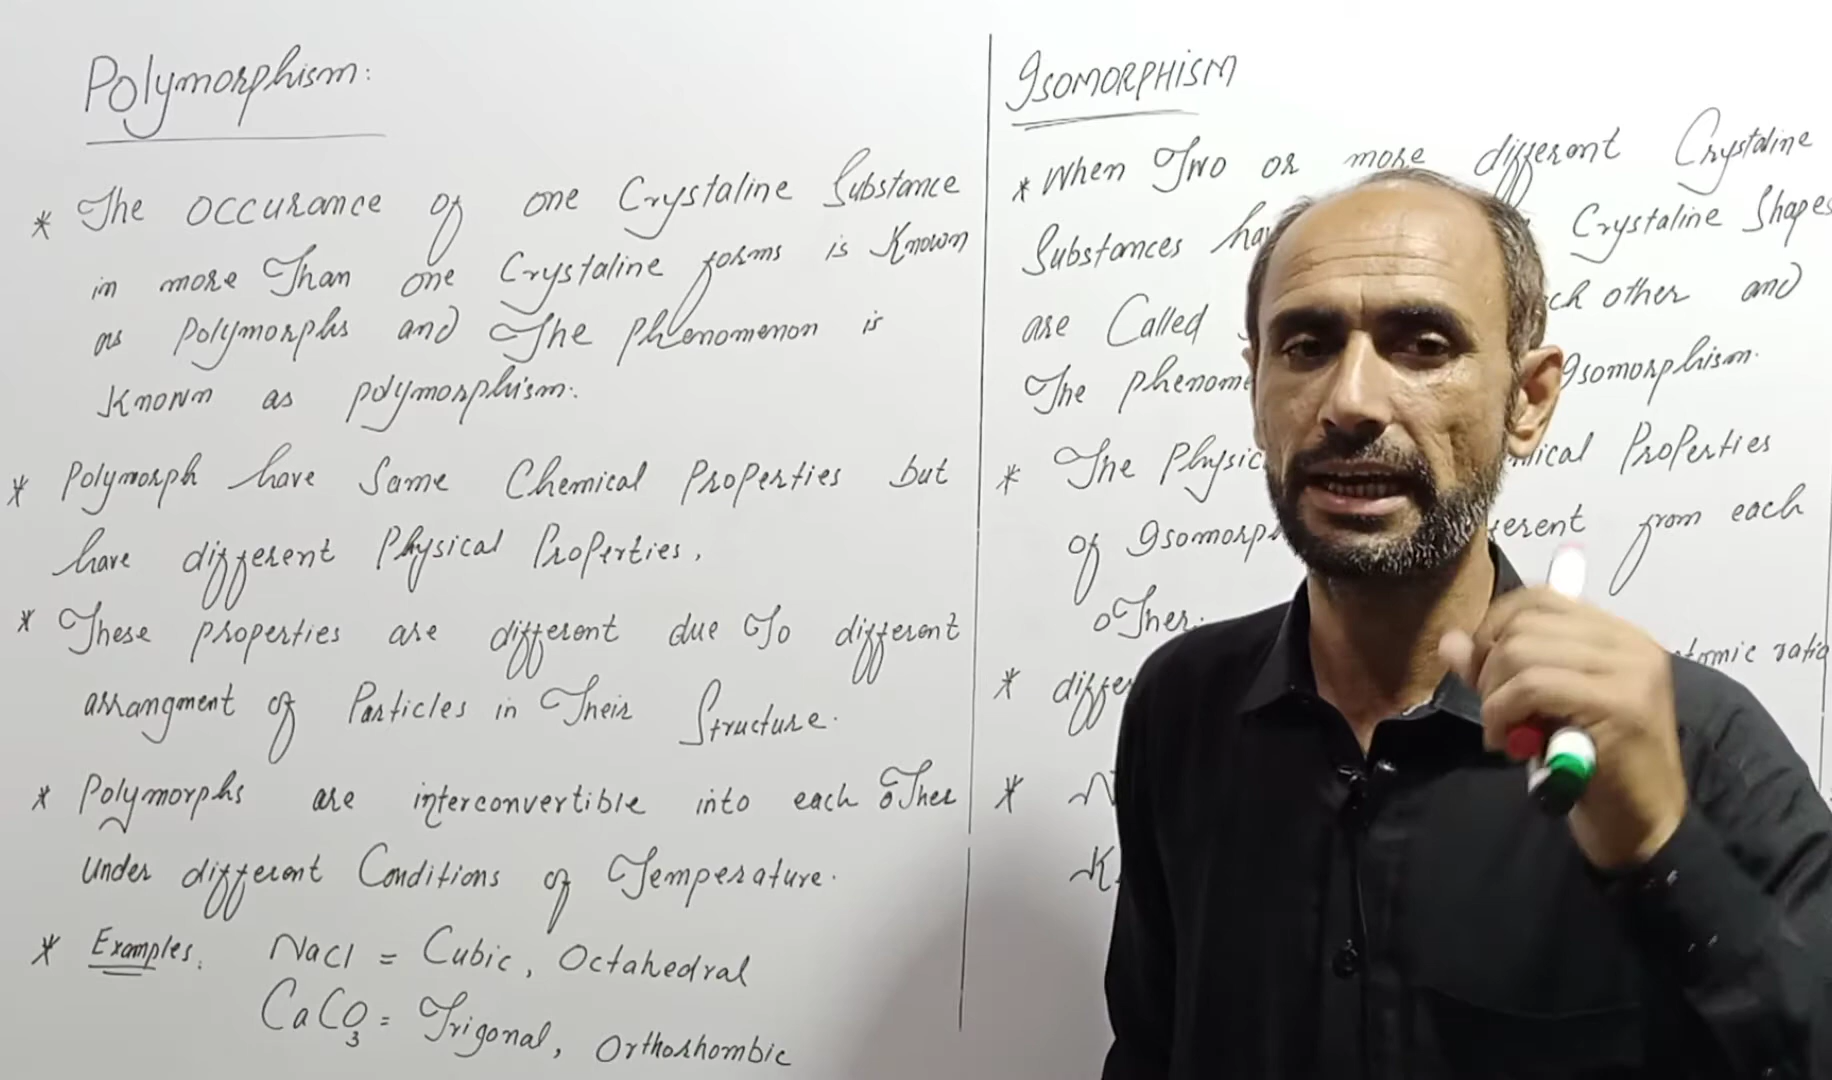 Polymorphism:
* The occurance of one Crystaline Substance
in more Than one Crystaline forms is Known
as Polymorphs and The phenomenon is
Known as polymorphism.
* Polymorph have Same Chemical Properties but
have different Physical Properties.
* These properties are different due To different
arrangment of Particles in Their Structure.
* Polymorphs are interconvertible into each oTher
under different Conditions of Temperature.
* Examples: NaCl = Cubic, Octahedral
CaCO3 = Trigonal, Orthorhombic
ISOMORPHISM
* When Two or more different Crystaline
Substances Crystaline Shapes
are Called other and
The Isomorphism.
* The Properties
of from each
oTher.
* ratio
*